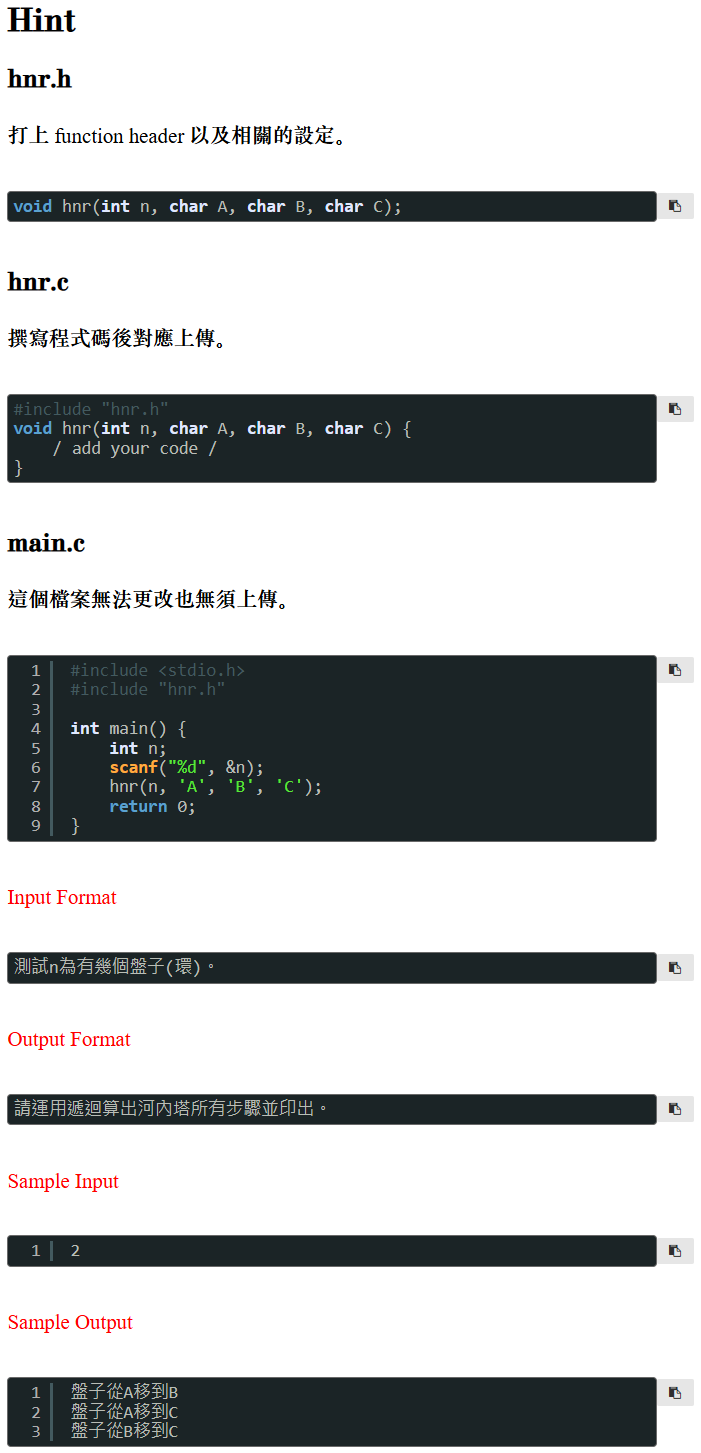 Hint
hnr.h
打上 function header 以及相關的設定。
void hnr(int n, char A, char B, char C);
hnr.c
撰寫程式碼後對應上傳。
#include "hnr.h"
void hnr(int n, char A, char B, char C) {
    / add your code /
}
main.c
這個檔案無法更改也無須上傳。
1 #include <stdio.h>
2 #include "hnr.h"
3
4 int main() {
5     int n;
6     scanf("%d", &n);
7     hnr(n, 'A', 'B', 'C');
8     return 0;
9 }
Input Format
測試n為有幾個盤子(環)。
Output Format
請運用遞迴算出河內塔所有步驟並印出。
Sample Input
1 2
Sample Output
1 盤子從A移到B
2 盤子從A移到C
3 盤子從B移到C